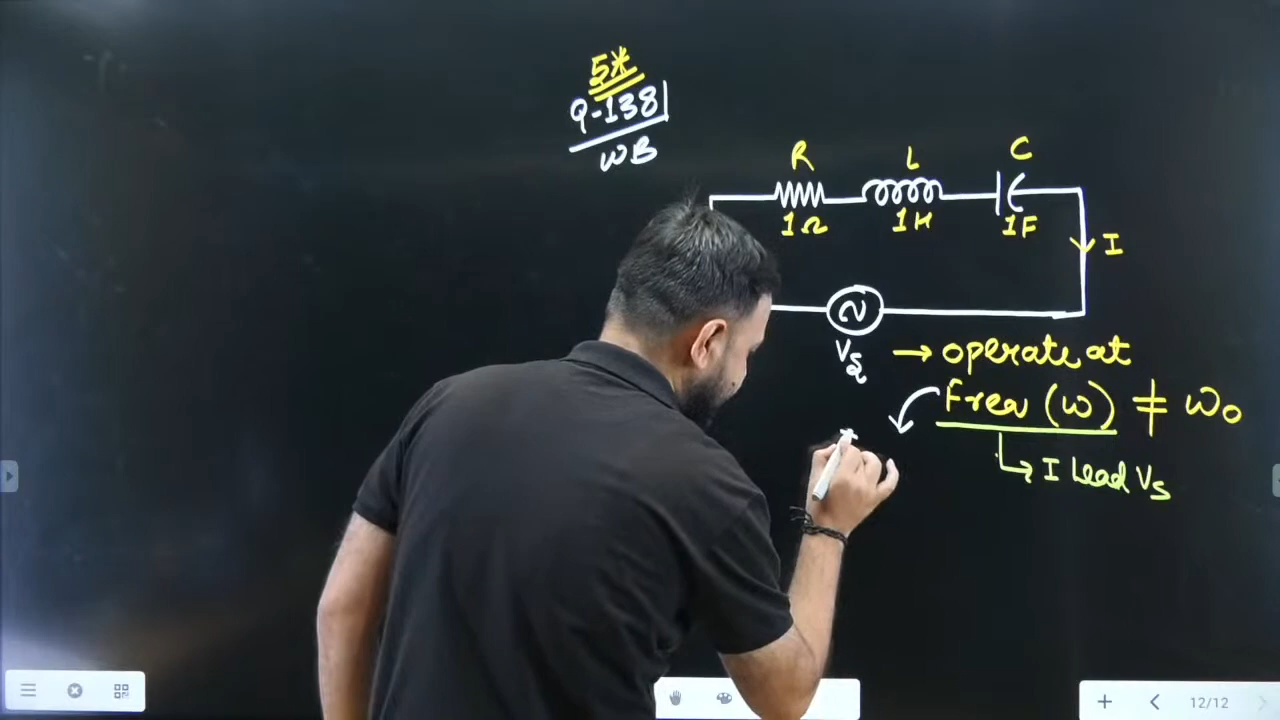 5*
Q-138
WB
R L C
1Ω 1H 1F
I
Vs → operate at
Freq (ω) ≠ ω0
I Lead Vs
12/12